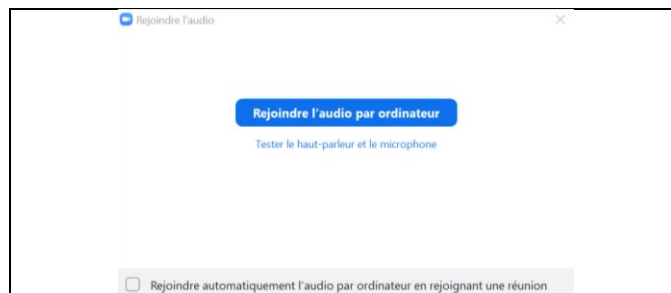 Rejoindre l'audio
Rejoindre l'audio par ordinateur
Tester le haut-parleur et le microphone
Rejoindre automatiquement l'audio par ordinateur en rejoignant une réunion